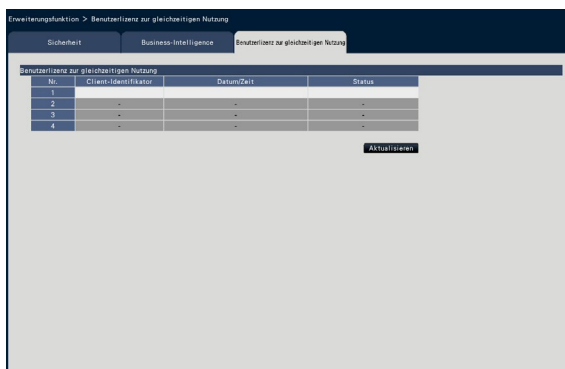 Erweiterungsfunktion > Benutzerlizenz zur gleichzeitigen Nutzung
Sicherheit Business-Intelligence Benutzerlizenz zur gleichzeitigen Nutzung
Benutzerlizenz zur gleichzeitigen Nutzung
Nr. Client-Identifikator Datum/Zeit Status
1
2 - - -
3 - - -
4 - - -
Aktualisieren